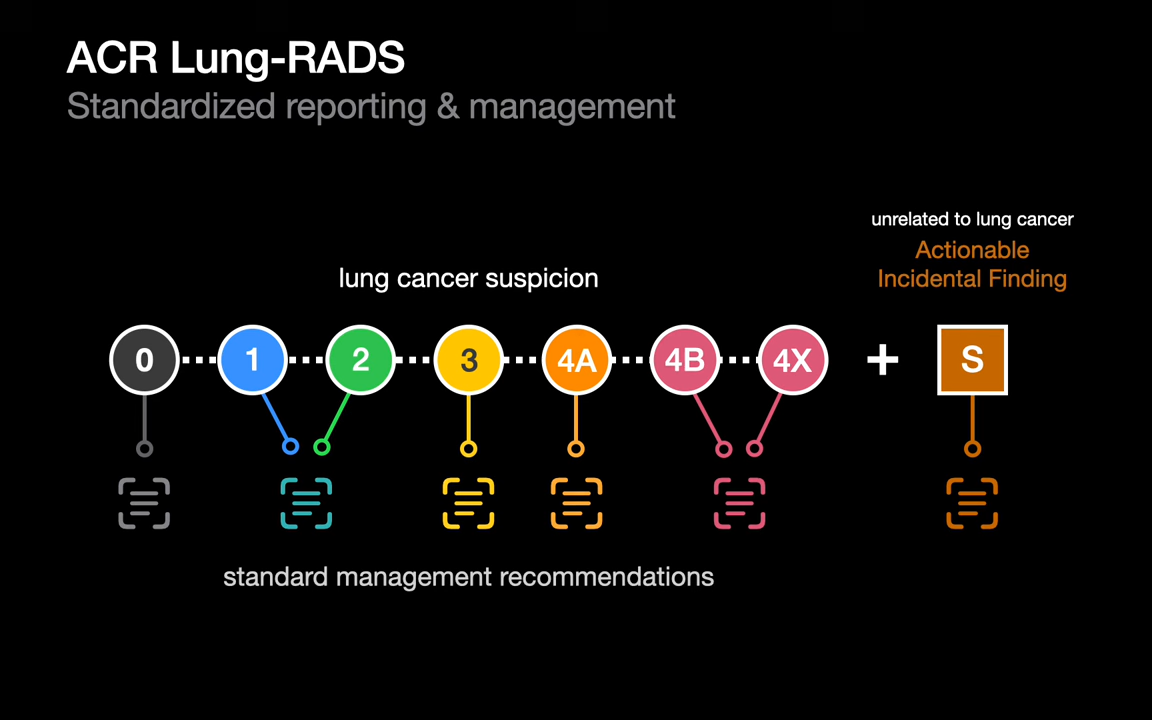 ACR Lung-RADS
Standardized reporting & management
unrelated to lung cancer
Actionable
Incidental Finding
lung cancer suspicion
0 1 2 3 4A 4B 4X + S
standard management recommendations